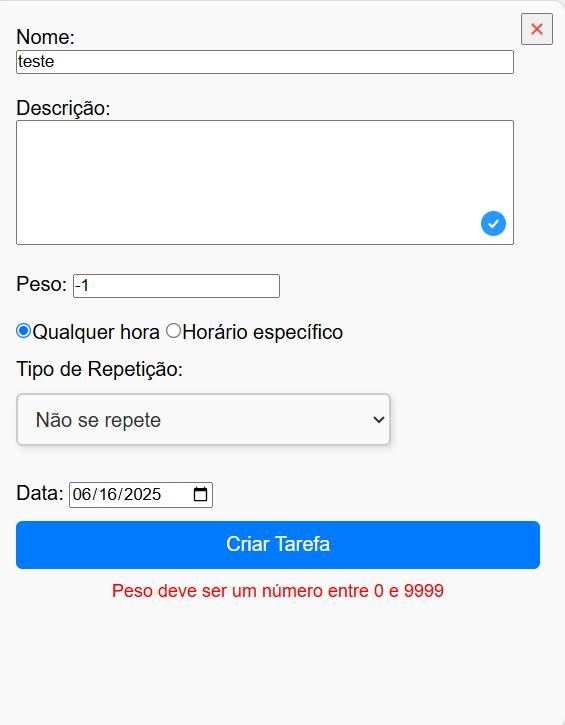 Nome:
teste
Descrição:
Peso: -1
Qualquer hora Horário específico
Tipo de Repetição:
Não se repete
Data: 06/16/2025
Criar Tarefa
Peso deve ser um número entre 0 e 9999